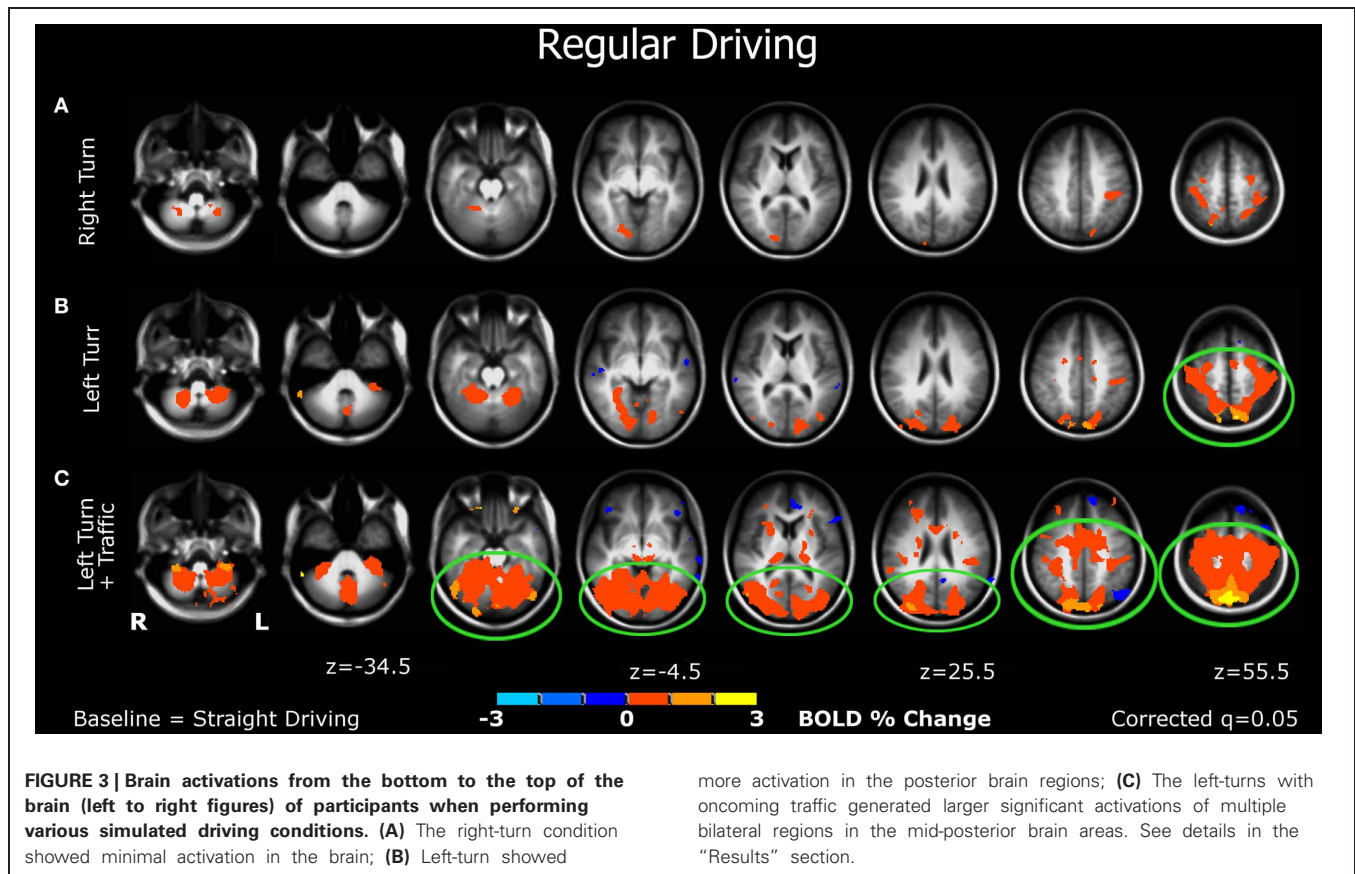 Regular Driving
A
Right Turn
B
Left Turr
C
Left Turn
+ Traffic
R L
z=-34.5 z=-4.5 z=25.5 z=55.5
Baseline = Straight Driving -3 0 3 BOLD % Change Corrected q=0.05
FIGURE 3 | Brain activations from the bottom to the top of the
brain (left to right figures) of participants when performing
various simulated driving conditions. (A) The right-turn condition
showed minimal activation in the brain; (B) Left-turn showed
more activation in the posterior brain regions; (C) The left-turns with
oncoming traffic generated larger significant activations of multiple
bilateral regions in the mid-posterior brain areas. See details in the
“Results” section.